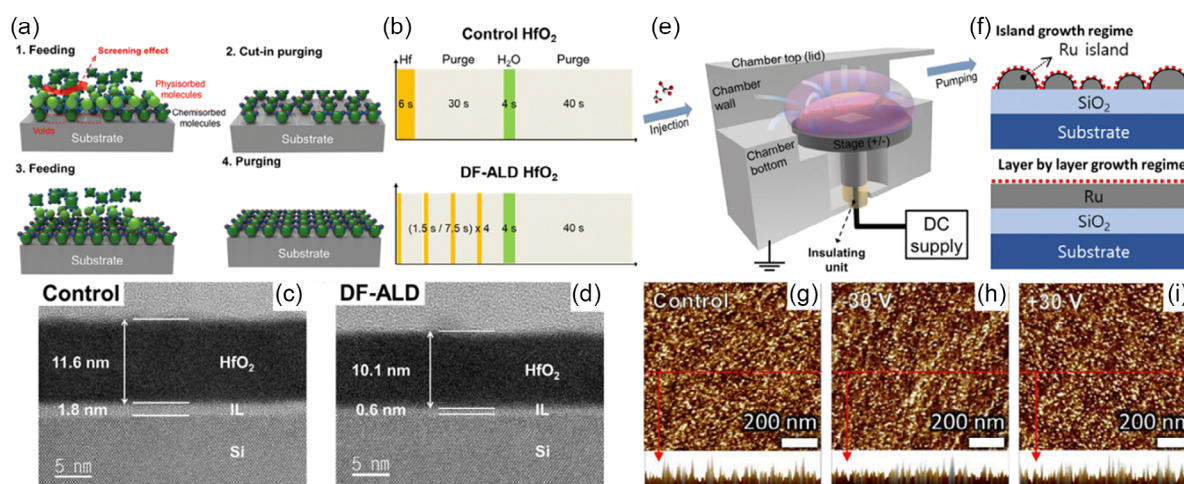 (a)
1. Feeding
Screening effect
Physisorbed
molecules
Chemisorbed
molecules
Voids
Substrate
2. Cut-in purging
Substrate
3. Feeding
Substrate
4. Purging
Substrate
(b)
Control HfO₂
Hf Purge H₂O Purge
6 s 30 s 4 s 40 s
DF-ALD HfO₂
(1.5 s / 7.5 s) x 4 4 s 40 s
Control (c)
11.6 nm HfO₂
1.8 nm IL
Si
5 nm
DF-ALD (d)
10.1 nm HfO₂
0.6 nm IL
Si
5 nm
(e)
Chamber top (lid)
Chamber
wall
Injection
Pumping
Chamber
bottom
Stage (+/-)
Insulating
unit
DC
supply
(f)
Island growth regime
Ru island
SiO₂
Substrate
Layer by layer growth regime
Ru
SiO₂
Substrate
Control (g)
200 nm
-30 V (h)
200 nm
+30 V (i)
200 nm